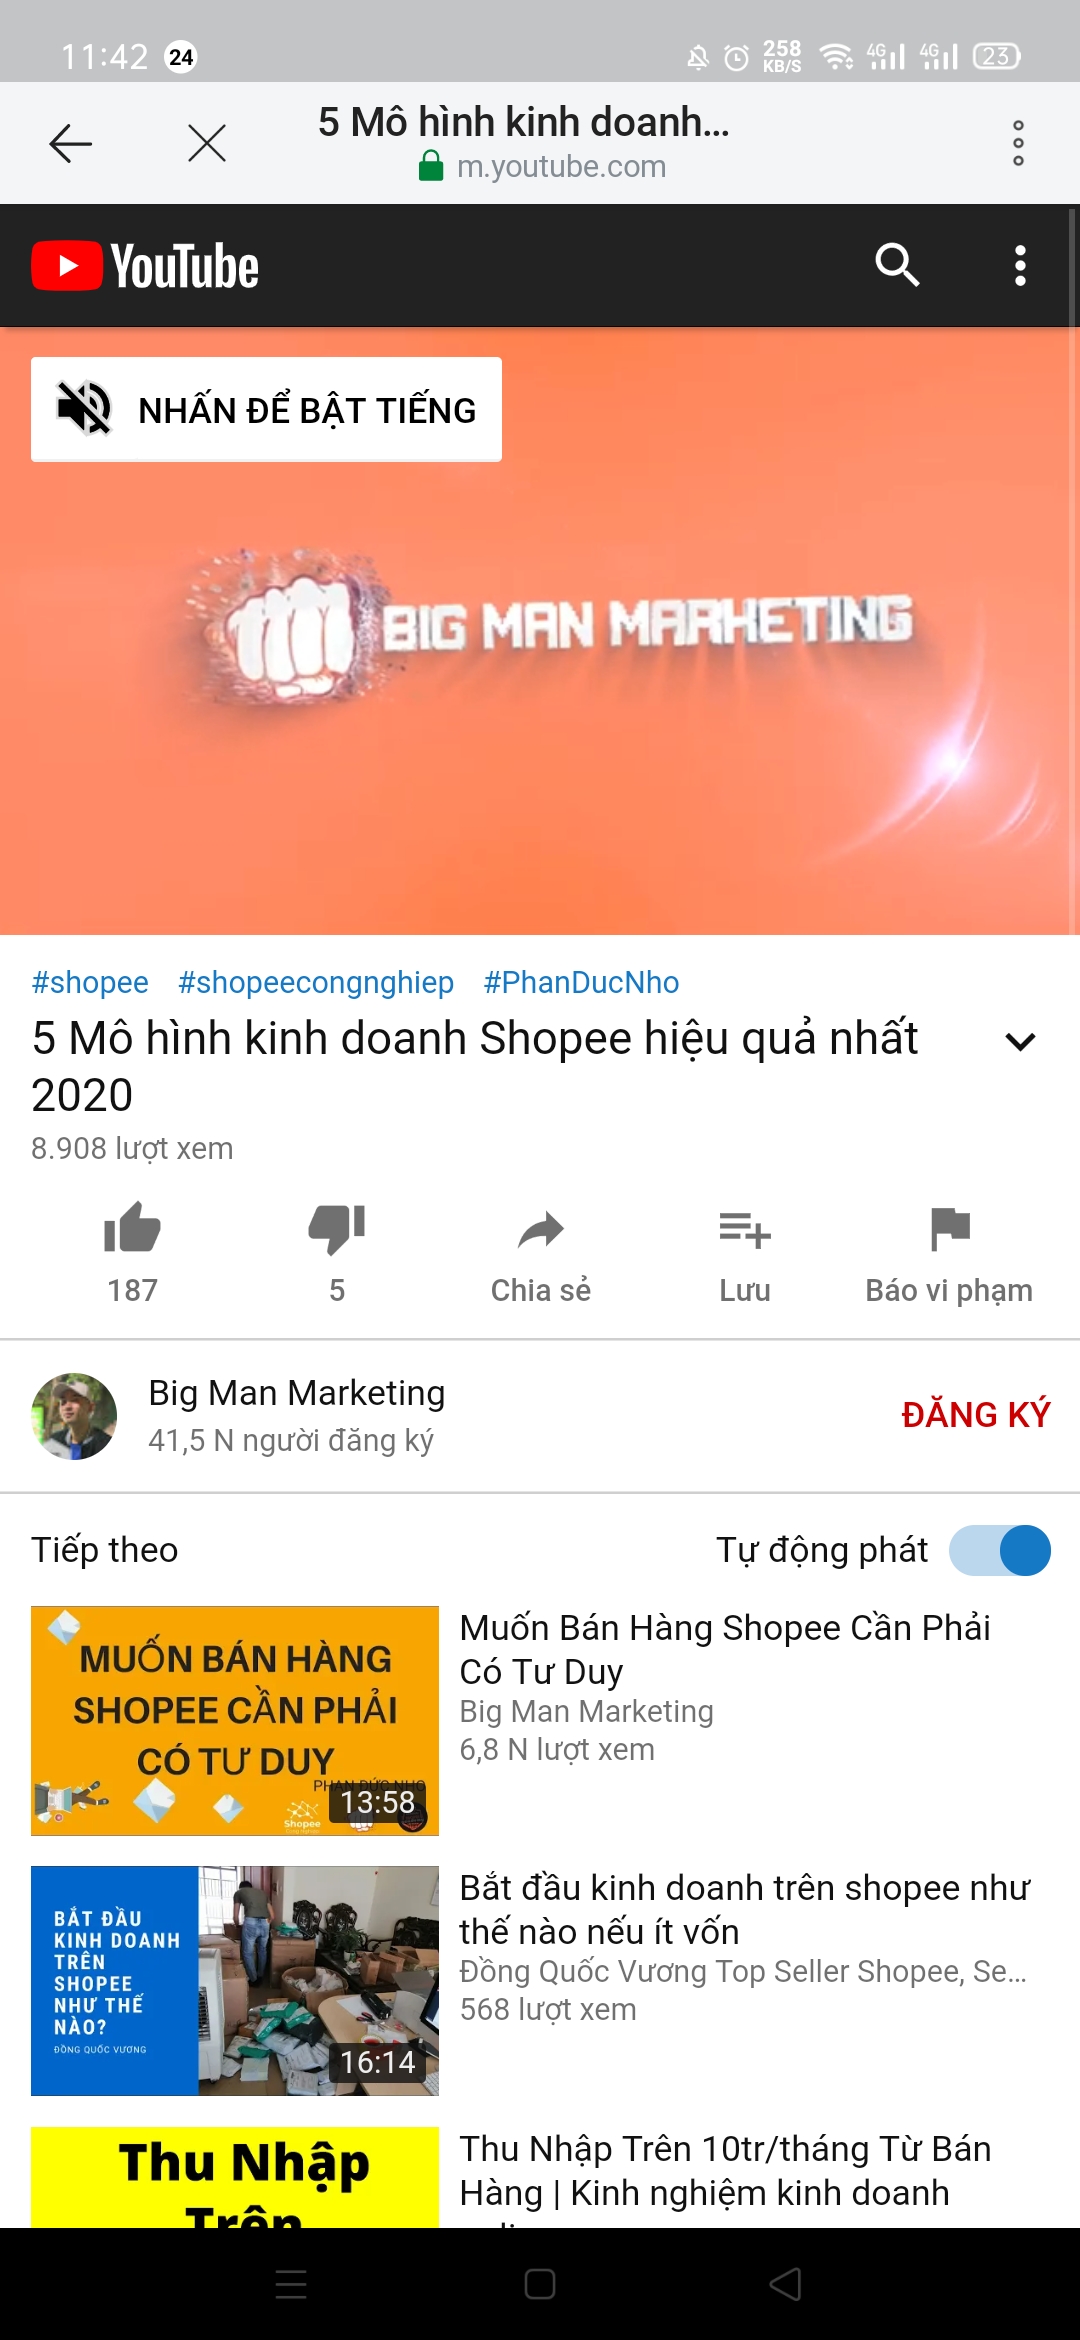 11:42 24 258 KB/S 4G 4G 23
5 Mô hình kinh doanh...
m.youtube.com
YouTube
NHẤN ĐỂ BẬT TIẾNG
BIG MAN MARKETING
#shopee #shopeecongnghiep #PhanDucNho
5 Mô hình kinh doanh Shopee hiệu quả nhất
2020
8.908 lượt xem
187 5 Chia sẻ Lưu Báo vi phạm
Big Man Marketing
41,5 N người đăng ký
ĐĂNG KÝ
Tiếp theo Tự động phát
MUỐN BÁN HÀNG
SHOPEE CẦN PHẢI
CÓ TƯ DUY
PHAN ĐỨC NHO
Shopee
13:58
Muốn Bán Hàng Shopee Cần Phải
Có Tư Duy
Big Man Marketing
6,8 N lượt xem
BẮT ĐẦU
KINH DOANH
TRÊN
SHOPEE
NHƯ THẾ
NÀO?
ĐỒNG QUỐC VƯƠNG
16:14
Bắt đầu kinh doanh trên shopee như
thế nào nếu ít vốn
Đồng Quốc Vương Top Seller Shopee, Se...
568 lượt xem
Thu Nhập
Trên
Thu Nhập Trên 10tr/tháng Từ Bán
Hàng | Kinh nghiệm kinh doanh